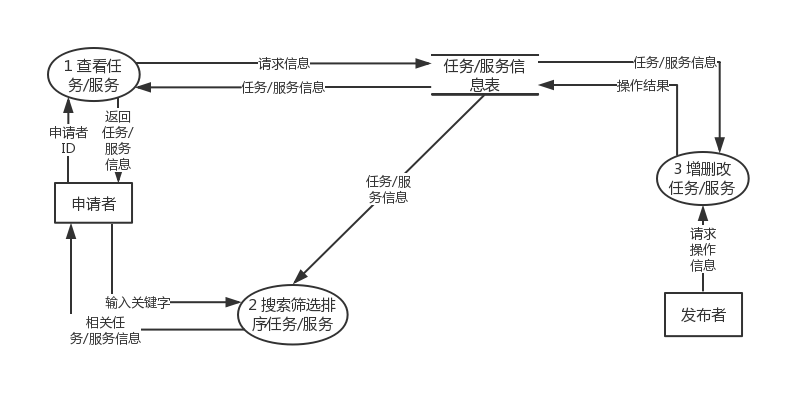 1 查看任
务/服务
请求信息
任务/服务信息
任务/服务信
息表
任务/服务信息
操作结果
申请者
ID
返回
任务/
服务
信息
申请者
任务/服
务信息
3 增删改
任务/服务
请求
操作
信息
发布者
输入关键字
相关任
务/服务信息
2 搜索筛选排
序任务/服务